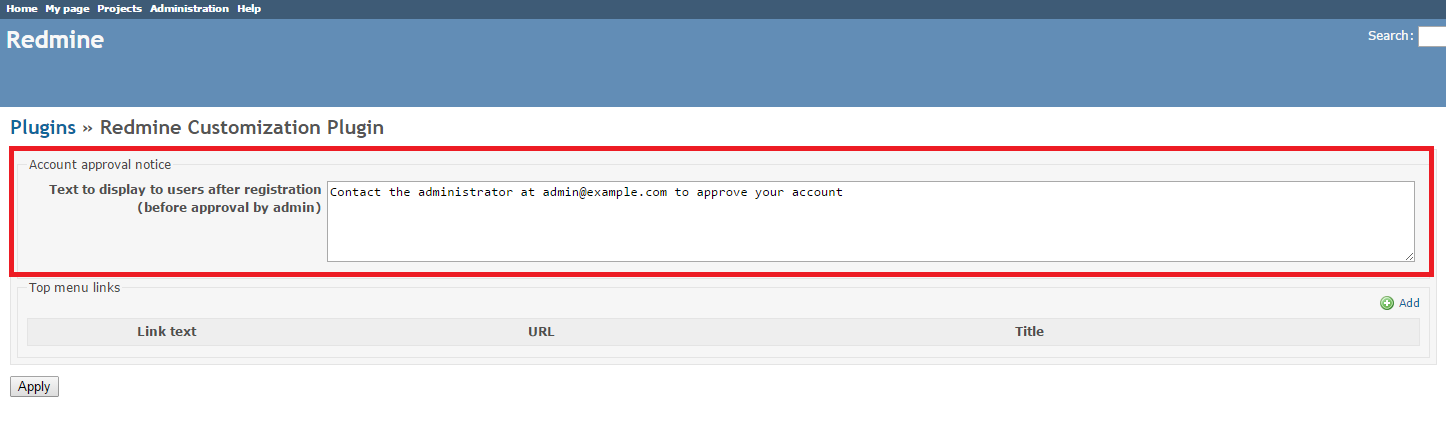 Home My page Projects Administration Help
Redmine
Search:
Plugins » Redmine Customization Plugin
Account approval notice
Text to display to users after registration
(before approval by admin)
Contact the administrator at admin@example.com to approve your account
Top menu links
Add
Link text URL Title
Apply